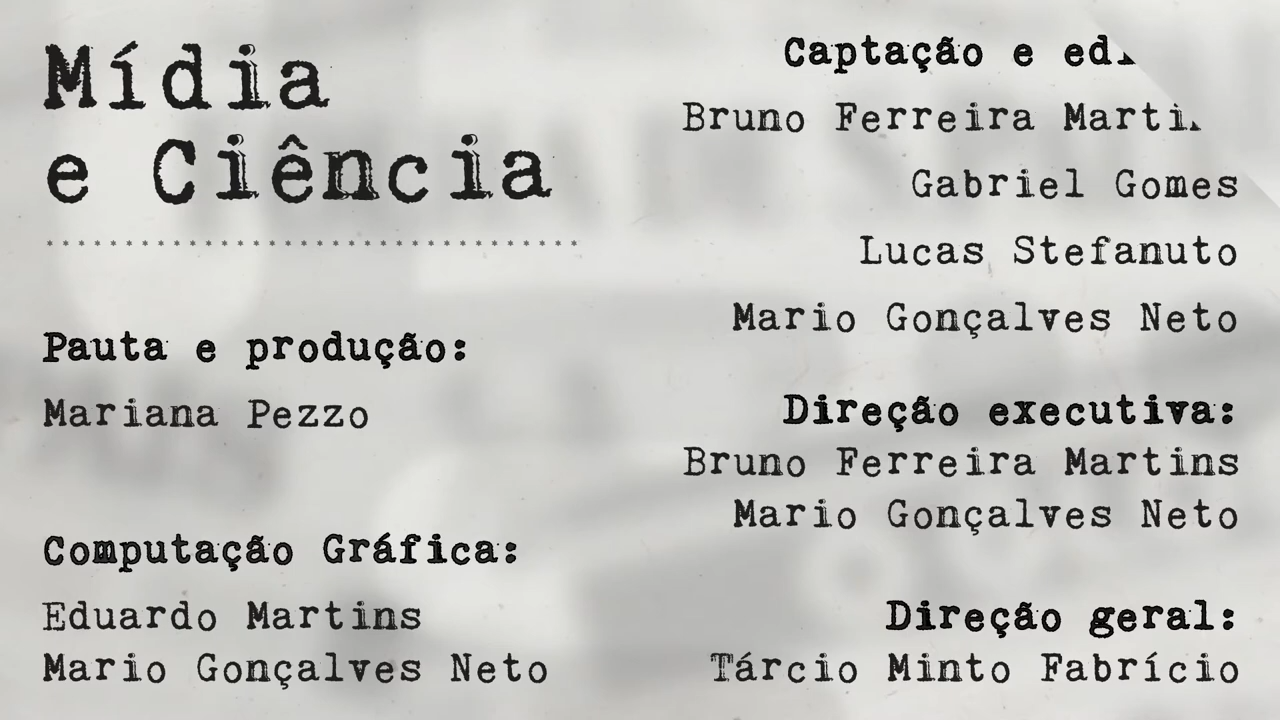 Mídia
e Ciência
Pauta e produção:
Mariana Pezzo
Computação Gráfica:
Eduardo Martins
Mario Gonçalves Neto
Captação e
Bruno Ferreira
Gabriel Gomes
Lucas Stefanuto
Mario Gonçalves Neto
Direção executiva:
Bruno Ferreira Martins
Mario Gonçalves Neto
Direção geral:
Tárcio Minto Fabrício